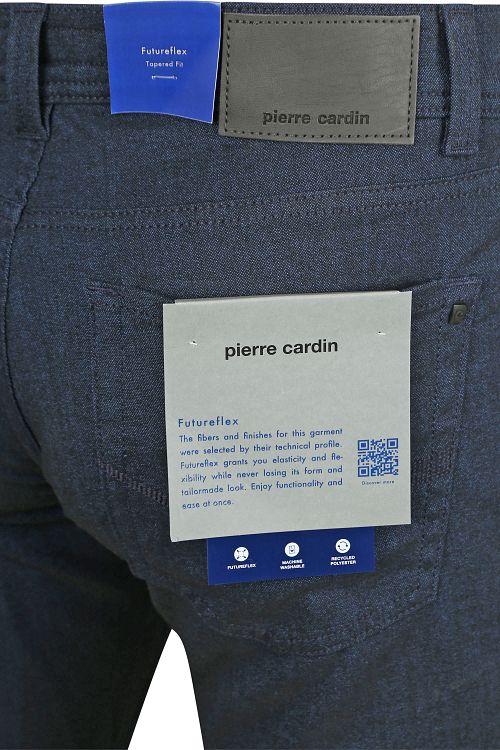 Futureflex
Tapered Fit
pierre cardin
pierre cardin
Futureflex
The fibers and finishes for this garment
were selected by their technical profile.
Futureflex grants you elasticity and fle-
xibility while never losing its form and
tailormade look. Enjoy functionality and
ease at once.
Discover more
FUTUREFLEX
MACHINE
WASHABLE
RECYCLED
POLYESTER